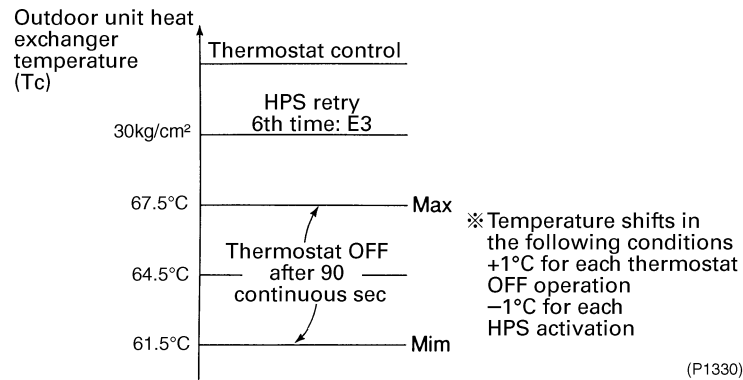 Outdoor unit heat
exchanger
temperature
(Tc)
Thermostat control
HPS retry
6th time: E3
30kg/cm²
67.5°C
Max
Thermostat OFF
after 90
continuous sec
64.5°C
61.5°C
Mim
※Temperature shifts in
the following conditions
+1°C for each thermostat
OFF operation
−1°C for each
HPS activation
(P1330)